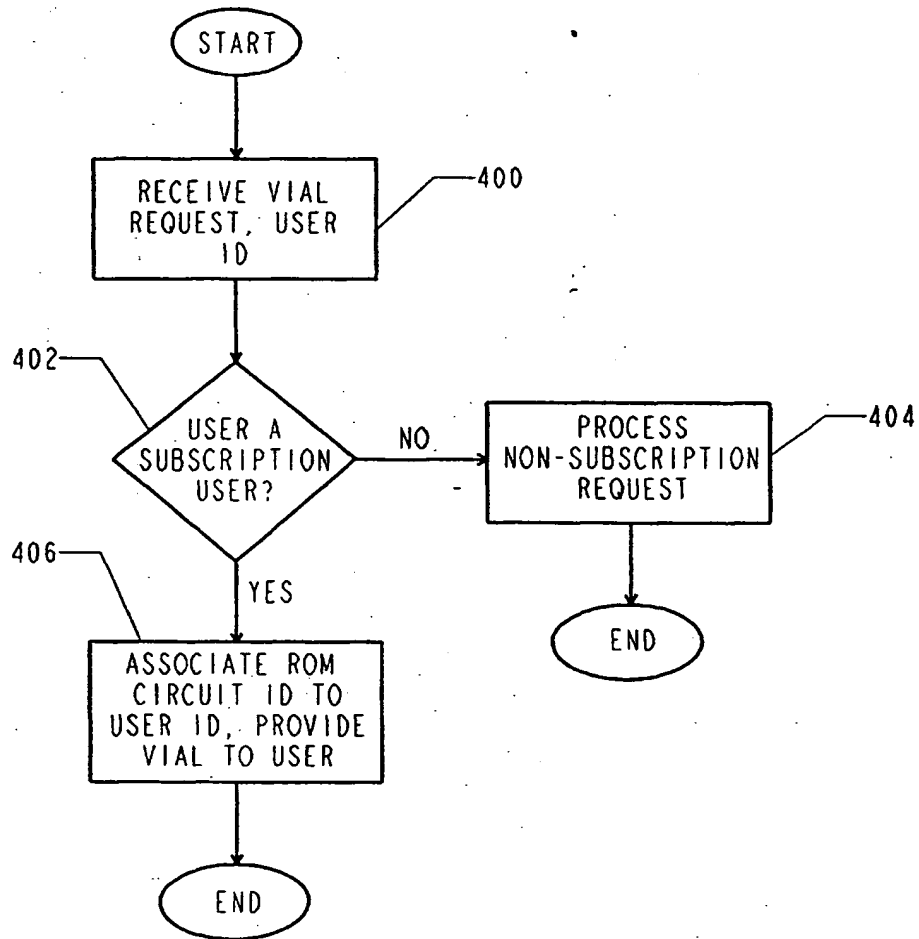 START
RECEIVE VIAL
REQUEST, USER
ID
400
402
USER A
SUBSCRIPTION
USER?
NO
PROCESS
NON-SUBSCRIPTION
REQUEST
404
406
YES
END
ASSOCIATE ROM
CIRCUIT ID TO
USER ID, PROVIDE
VIAL TO USER
END